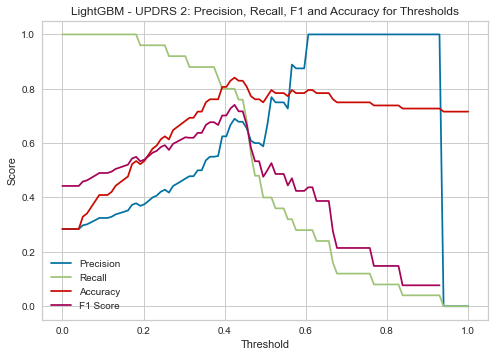 LightGBM - UPDRS 2: Precision, Recall, F1 and Accuracy for Thresholds
1.0
0.8
0.6
0.4
0.2
0.0
Score
Precision
Recall
Accuracy
F1 Score
0.0 0.2 0.4 0.6 0.8 1.0
Threshold